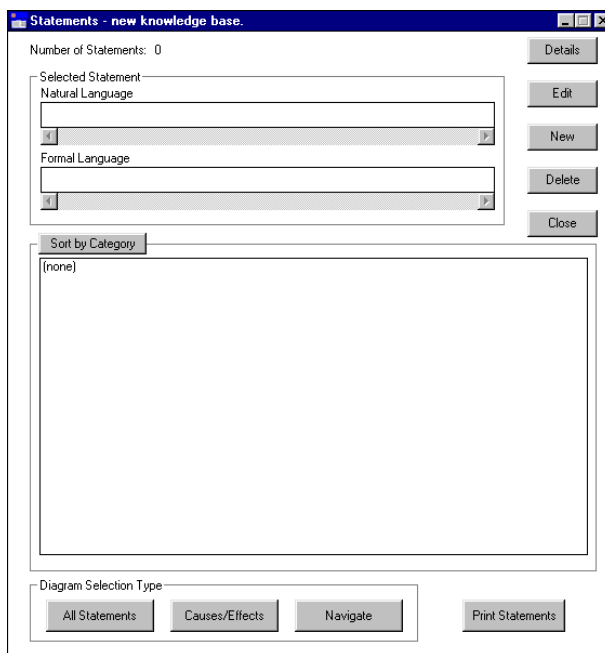 Statements - new knowledge base.
Number of Statements: 0
Details
Selected Statement
Natural Language
Edit
New
Formal Language
Delete
Close
Sort by Category
(none)
Diagram Selection Type
All Statements
Causes/Effects
Navigate
Print Statements